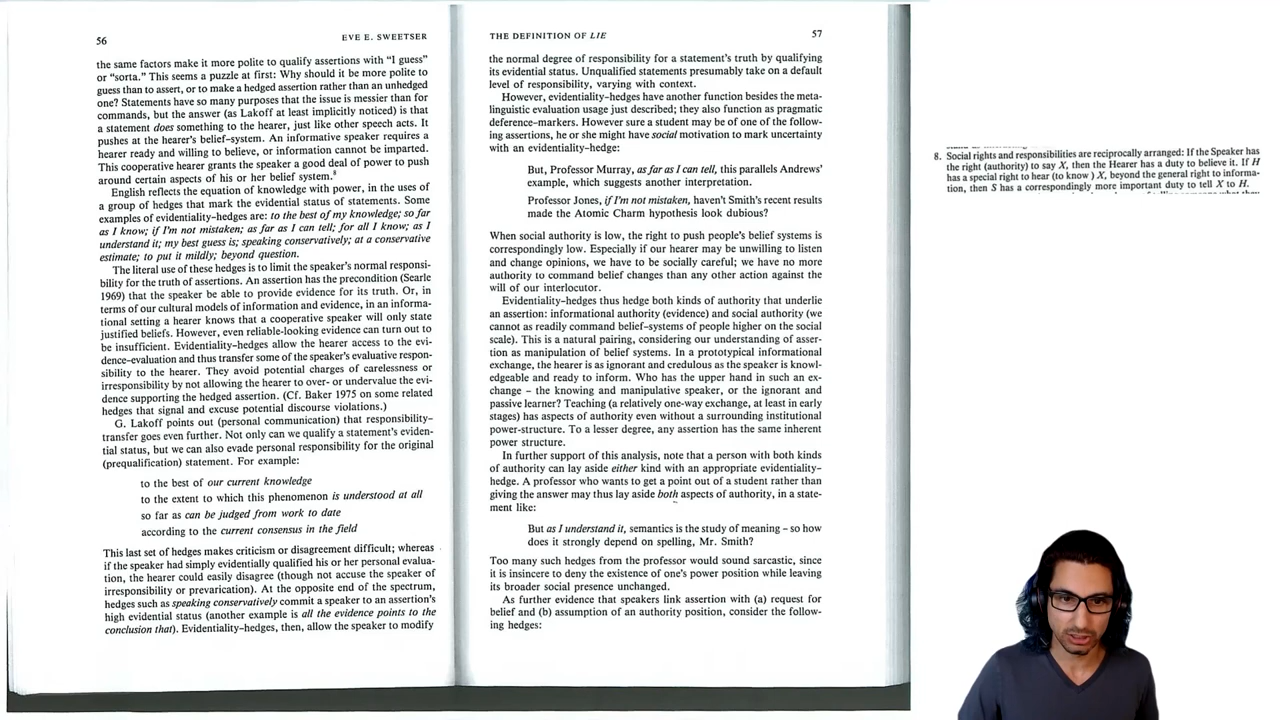 56
EVE E. SWEETSER
the same factors make it more polite to qualify assertions with “I guess”
or “sorta.” This seems a puzzle at first: Why should it be more polite to
guess than to assert, or to make a hedged assertion rather than an unhedged
one? Statements have so many purposes that the issue is messier than for
commands, but the answer (as Lakoff at least implicitly noticed) is that
a statement does something to the hearer, just like other speech acts. It
pushes at the hearer's belief-system. An informative speaker requires a
hearer ready and willing to believe, or information cannot be imparted.
This cooperative hearer grants the speaker a good deal of power to push
around certain aspects of his or her belief system.⁸
English reflects the equation of knowledge with power, in the uses of
a group of hedges that mark the evidential status of statements. Some
examples of evidentiality-hedges are: to the best of my knowledge; so far
as I know; if I'm not mistaken; as far as I can tell; for all I know; as I
understand it; my best guess is; speaking conservatively; at a conservative
estimate; to put it mildly; beyond question.
The literal use of these hedges is to limit the speaker's normal responsi-
bility for the truth of assertions. An assertion has the precondition (Searle
1969) that the speaker be able to provide evidence for its truth. Or, in
terms of our cultural models of information and evidence, in an informa-
tional setting a hearer knows that a cooperative speaker will only state
justified beliefs. However, even reliable-looking evidence can turn out to
be insufficient. Evidentiality-hedges allow the hearer access to the evi-
dence-evaluation and thus transfer some of the speaker's evaluative respon-
sibility to the hearer. They avoid potential charges of carelessness or
irresponsibility by not allowing the hearer to over- or undervalue the evi-
dence supporting the hedged assertion. (Cf. Baker 1975 on some related
hedges that signal and excuse potential discourse violations.)
G. Lakoff points out (personal communication) that responsibility-
transfer goes even further. Not only can we qualify a statement's eviden-
tial status, but we can also evade personal responsibility for the original
(prequalification) statement. For example:
to the best of our current knowledge
to the extent to which this phenomenon is understood at all
so far as can be judged from work to date
according to the current consensus in the field
This last set of hedges makes criticism or disagreement difficult; whereas
if the speaker had simply evidentially qualified his or her personal evalua-
tion, the hearer could easily disagree (though not accuse the speaker of
irresponsibility or prevarication). At the opposite end of the spectrum,
hedges such as speaking conservatively commit a speaker to an assertion's
high evidential status (another example is all the evidence points to the
conclusion that). Evidentiality-hedges, then, allow the speaker to modify
THE DEFINITION OF LIE
57
the normal degree of responsibility for a statement's truth by qualifying
its evidential status. Unqualified statements presumably take on a default
level of responsibility, varying with context.
However, evidentiality-hedges have another function besides the meta-
linguistic evaluation usage just described; they also function as pragmatic
deference-markers. However sure a student may be of one of the follow-
ing assertions, he or she might have social motivation to mark uncertainty
with an evidentiality-hedge:
But, Professor Murray, as far as I can tell, this parallels Andrews'
example, which suggests another interpretation.
Professor Jones, if I'm not mistaken, haven't Smith's recent results
made the Atomic Charm hypothesis look dubious?
When social authority is low, the right to push people's belief systems is
correspondingly low. Especially if our hearer may be unwilling to listen
and change opinions, we have to be socially careful; we have no more
authority to command belief changes than any other action against the
will of our interlocutor.
Evidentiality-hedges thus hedge both kinds of authority that underlie
an assertion: informational authority (evidence) and social authority (we
cannot as readily command belief-systems of people higher on the social
scale). This is a natural pairing, considering our understanding of asser-
tion as manipulation of belief systems. In a prototypical informational
exchange, the hearer is as ignorant and credulous as the speaker is knowl-
edgeable and ready to inform. Who has the upper hand in such an ex-
change – the knowing and manipulative speaker, or the ignorant and
passive learner? Teaching (a relatively one-way exchange, at least in early
stages) has aspects of authority even without a surrounding institutional
power-structure. To a lesser degree, any assertion has the same inherent
power structure.
In further support of this analysis, note that a person with both kinds
of authority can lay aside either kind with an appropriate evidentiality-
hedge. A professor who wants to get a point out of a student rather than
giving the answer may thus lay aside both aspects of authority, in a state-
ment like:
But as I understand it, semantics is the study of meaning – so how
does it strongly depend on spelling, Mr. Smith?
Too many such hedges from the professor would sound sarcastic, since
it is insincere to deny the existence of one's power position while leaving
its broader social presence unchanged.
As further evidence that speakers link assertion with (a) request for
belief and (b) assumption of an authority position, consider the follow-
ing hedges:
8. Social rights and responsibilities are reciprocally arranged: If the Speaker has
the right (authority) to say X, then the Hearer has a duty to believe it. If H
has a special right to hear (to know ) X, beyond the general right to informa-
tion, then S has a correspondingly more important duty to tell X to H.